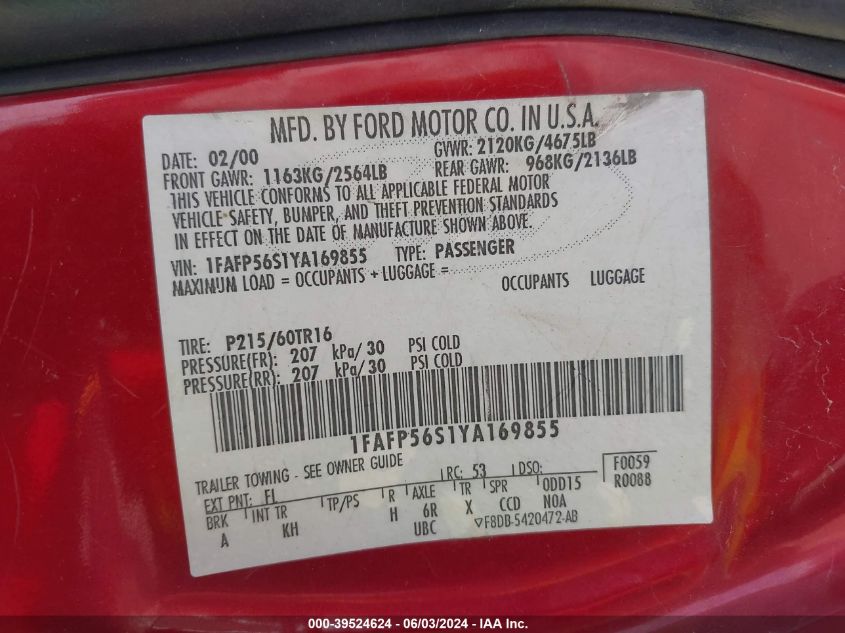 MFD. BY FORD MOTOR CO. IN U.S.A.
DATE: 02/00 GVWR: 2120KG/4675LB
FRONT GAWR: 1163KG/2564LB REAR GAWR: 968KG/2136LB
THIS VEHICLE CONFORMS TO ALL APPLICABLE FEDERAL MOTOR
VEHICLE SAFETY, BUMPER, AND THEFT PREVENTION STANDARDS
IN EFFECT ON THE DATE OF MANUFACTURE SHOWN ABOVE.
VIN: 1FAFP56S1YA169855 TYPE: PASSENGER
MAXIMUM LOAD = OCCUPANTS + LUGGAGE = OCCUPANTS LUGGAGE
TIRE: P215/60TR16
PRESSURE(FR): 207 kPa/30 PSI COLD
PRESSURE(RR): 207 kPa/30 PSI COLD
1FAFP56S1YA169855
TRAILER TOWING - SEE OWNER GUIDE
EXT PNT: FL RC: 53 DSO: F0059
BRK INT TR TP/PS R AXLE TR SPR 0DD15 R0088
A KH H 6R X CCD N0A
UBC ▽F8DB-5420472-AB
000-39524624 - 06/03/2024 - IAA Inc.